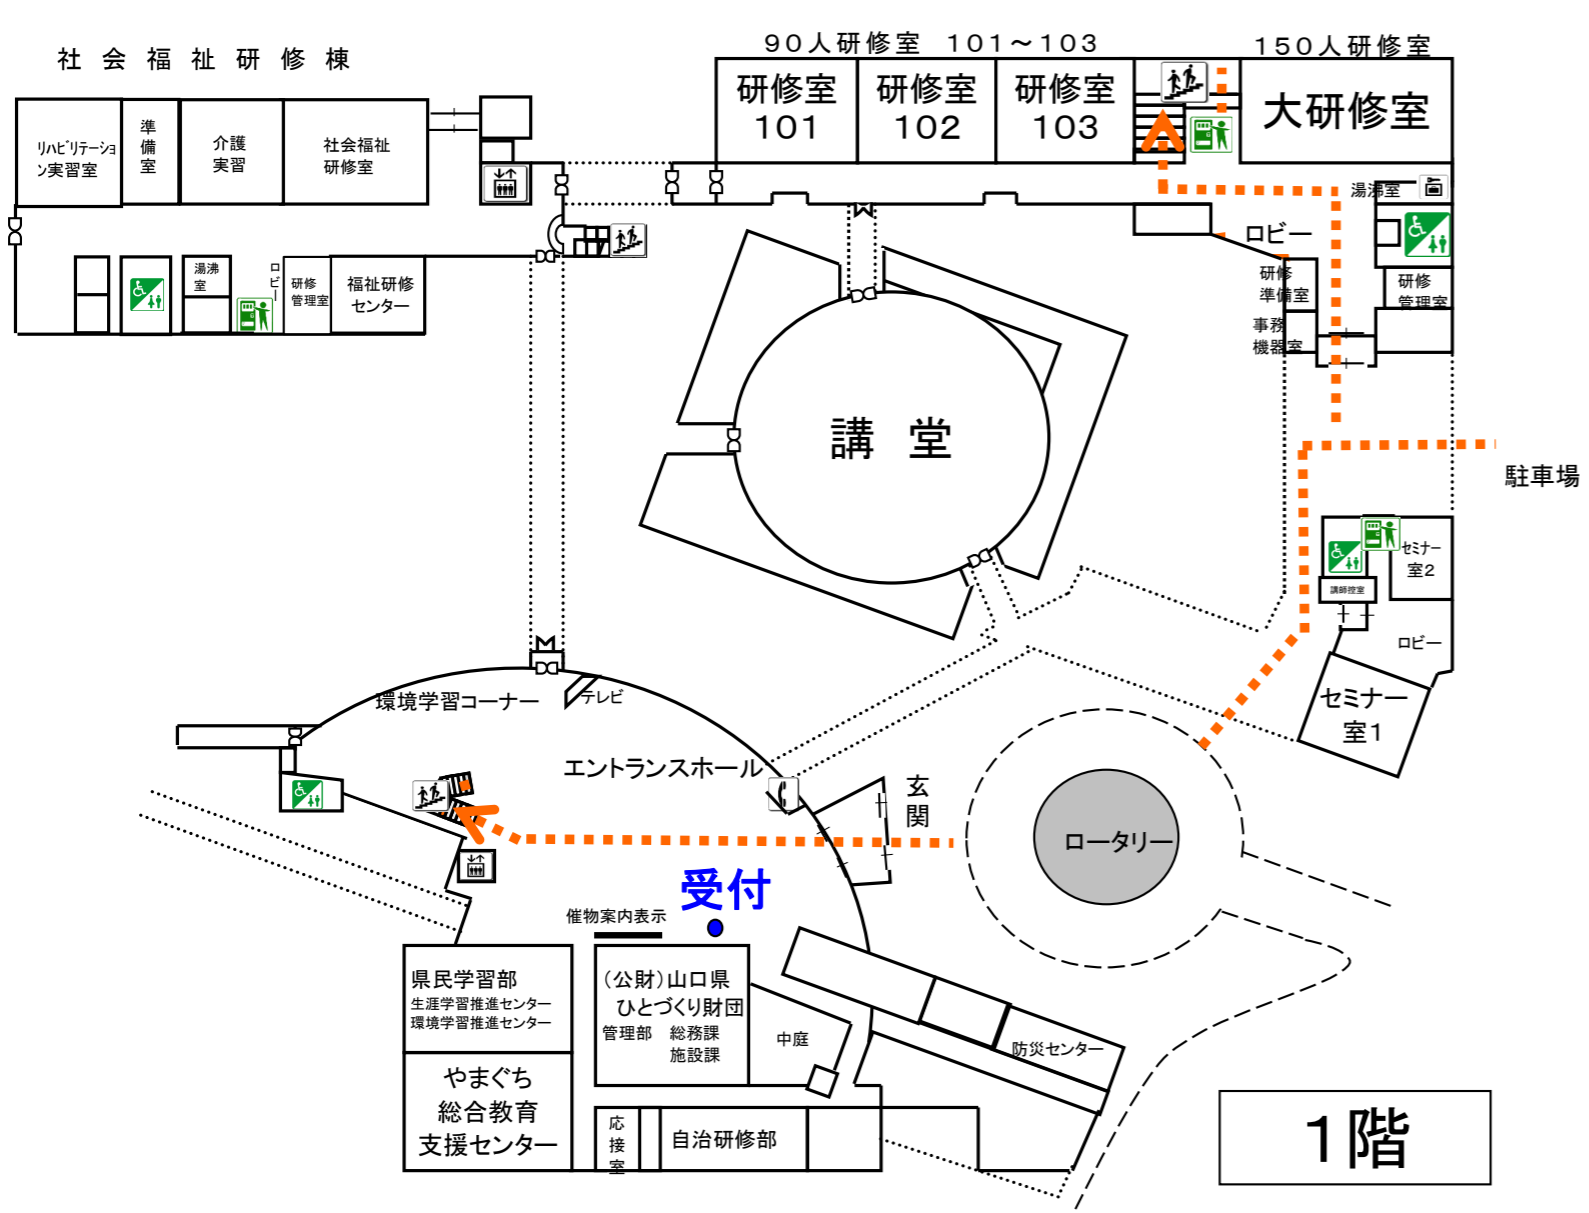 社会福祉研修棟
90人研修室 101～103
150人研修室
研修室
101
研修室
102
研修室
103
大研修室
リハビリテーショ
ン実習室
準
備
室
介護
実習
社会福祉
研修室
湯沸室
ロビー
湯沸
室
ロ
ビ
ー
研修
管理室
福祉研修
センター
研修
準備室
研修
管理室
事務
機器室
講堂
駐車場
セミナー
室2
講師控室
ロビー
セミナー
室1
環境学習コーナー
テレビ
エントランスホール
玄
関
ロータリー
受付
催物案内表示
県民学習部
生涯学習推進センター
環境学習推進センター
(公財)山口県
ひとづくり財団
管理部 総務課
施設課
中庭
防災センター
やまぐち
総合教育
支援センター
応
接
室
自治研修部
1階